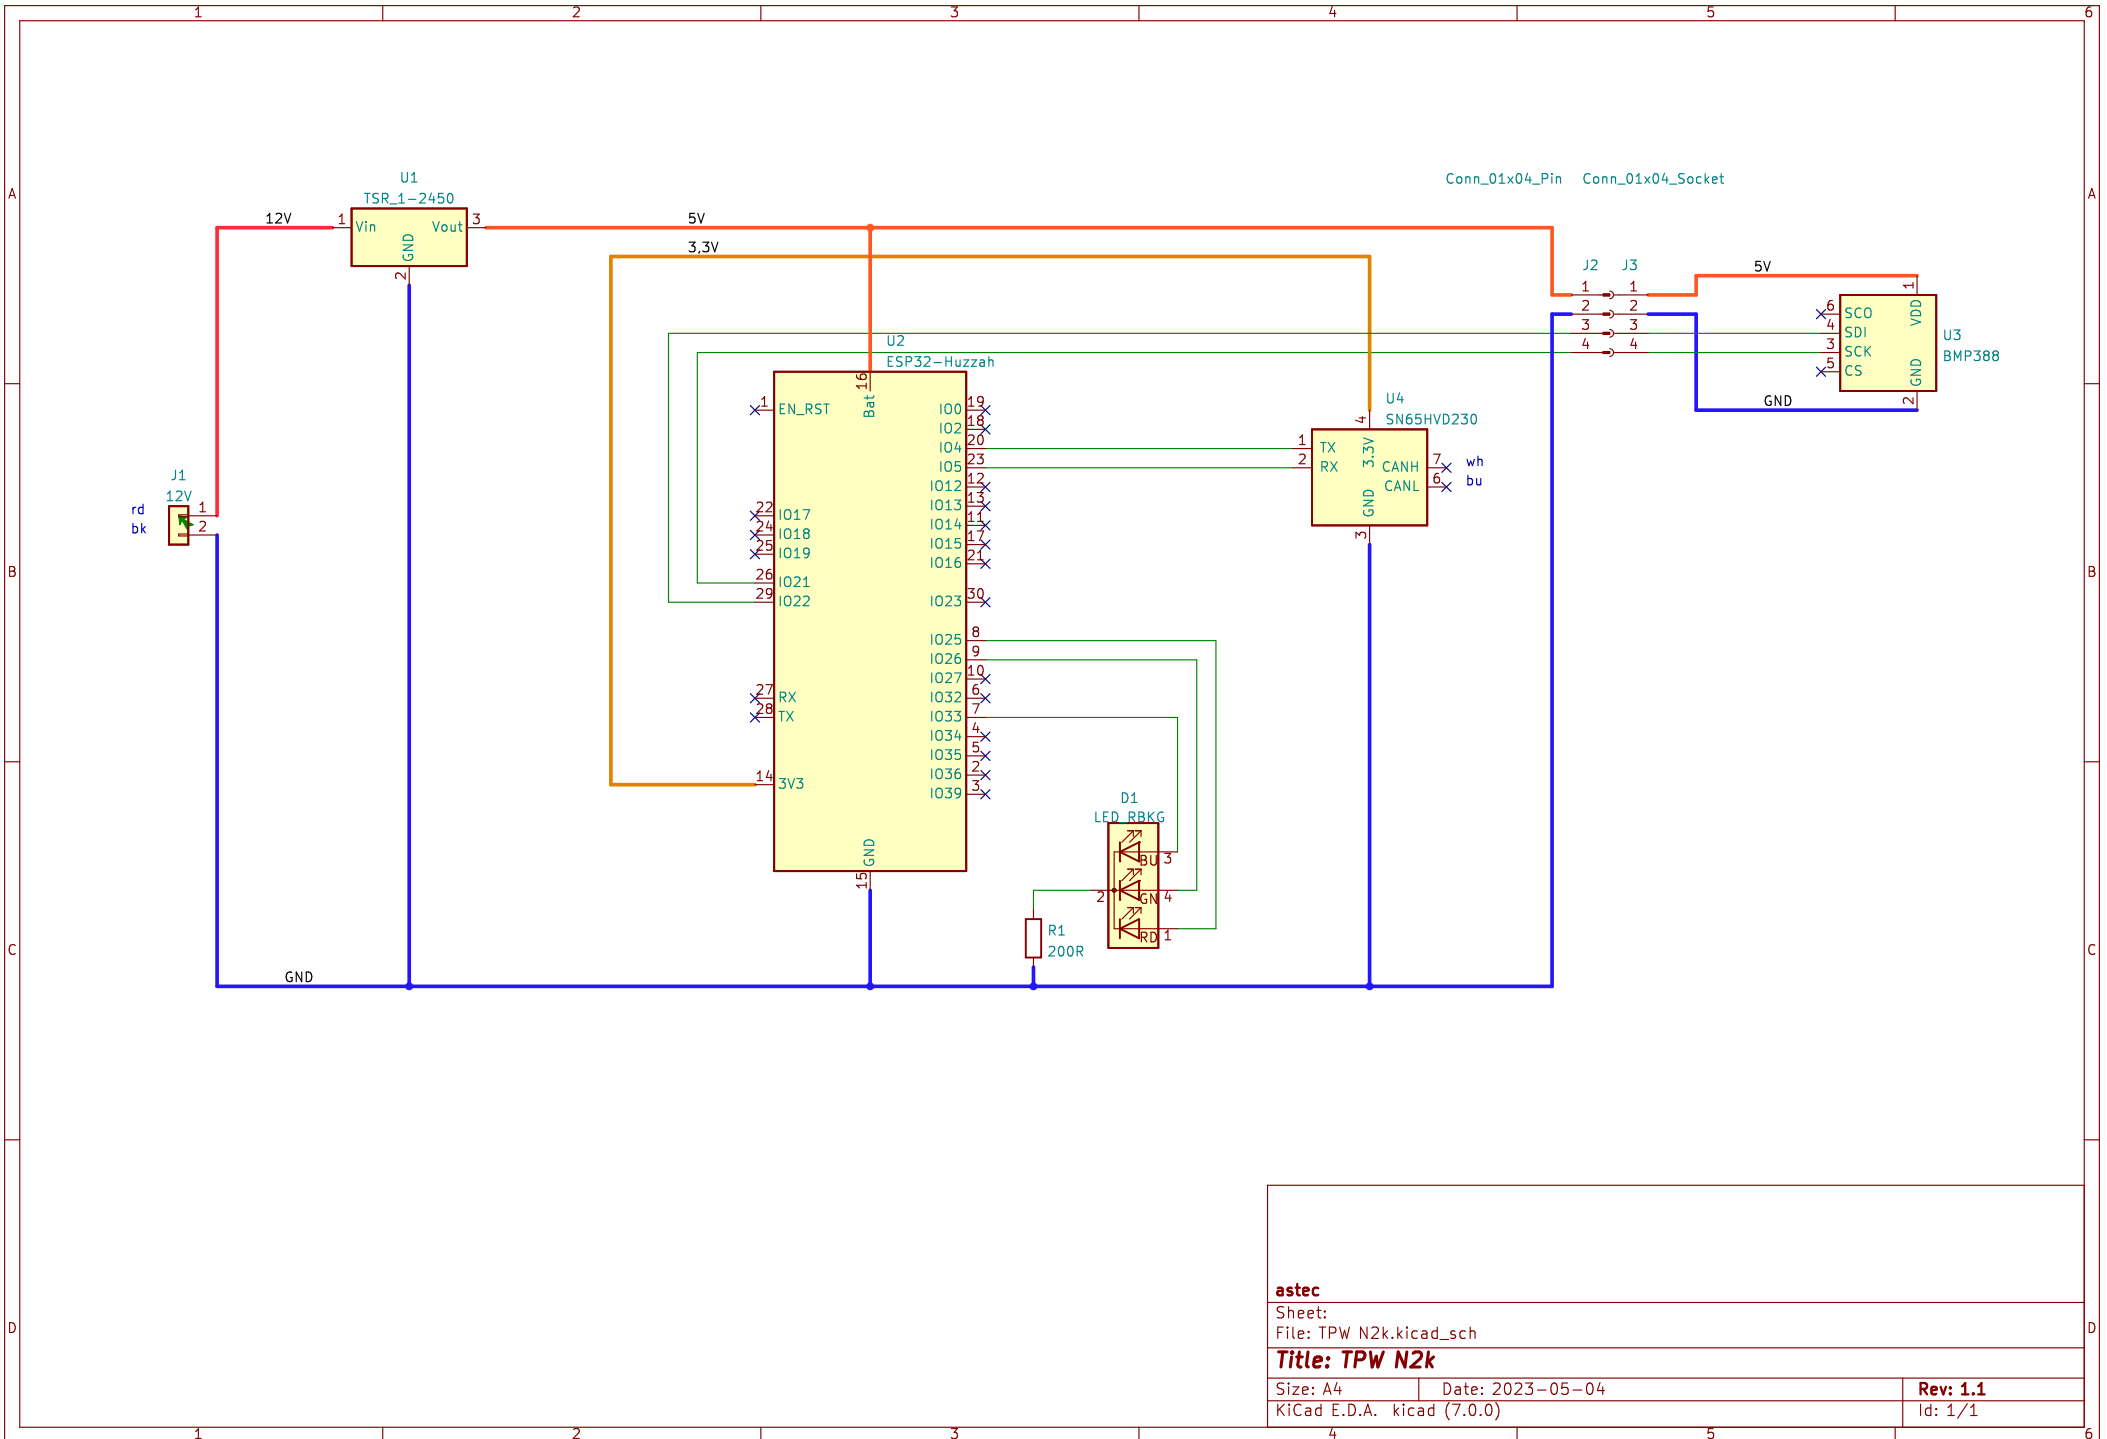 1 2 3 4 5 6
A A
B B
C C
D D
1 2 3 4 5 6
U1
TSR_1-2450
12V
1 Vin Vout 3
GND
2
5V
3,3V
Conn_01x04_Pin Conn_01x04_Socket
J2 J3
1 1
2 2
3 3
4 4
5V
1
VDD
6 SCO
4 SDI
3 SCK
5 CS
GND
2
U3
BMP388
GND
U2
ESP32-Huzzah
16
Bat
1 EN_RST
22 IO17
24 IO18
25 IO19
26 IO21
29 IO22
27 RX
28 TX
14 3V3
IO0 19
IO2 18
IO4 20
IO5 23
IO12 12
IO13 13
IO14 11
IO15 17
IO16 21
IO23 30
IO25 8
IO26 9
IO27 10
IO32 6
IO33 7
IO34 4
IO35 5
IO36 2
IO39 3
GND
15
U4
SN65HVD230
4
3.3V
1 TX
2 RX
CANH 7 wh
CANL 6 bu
GND
3
J1
12V
rd 1
bk 2
D1
LED_RBKG
BU 3
2 GN 4
RD 1
R1
200R
GND
astec
Sheet:
File: TPW N2k.kicad_sch
Title: TPW N2k
Size: A4 Date: 2023-05-04 Rev: 1.1
KiCad E.D.A. kicad (7.0.0) Id: 1/1